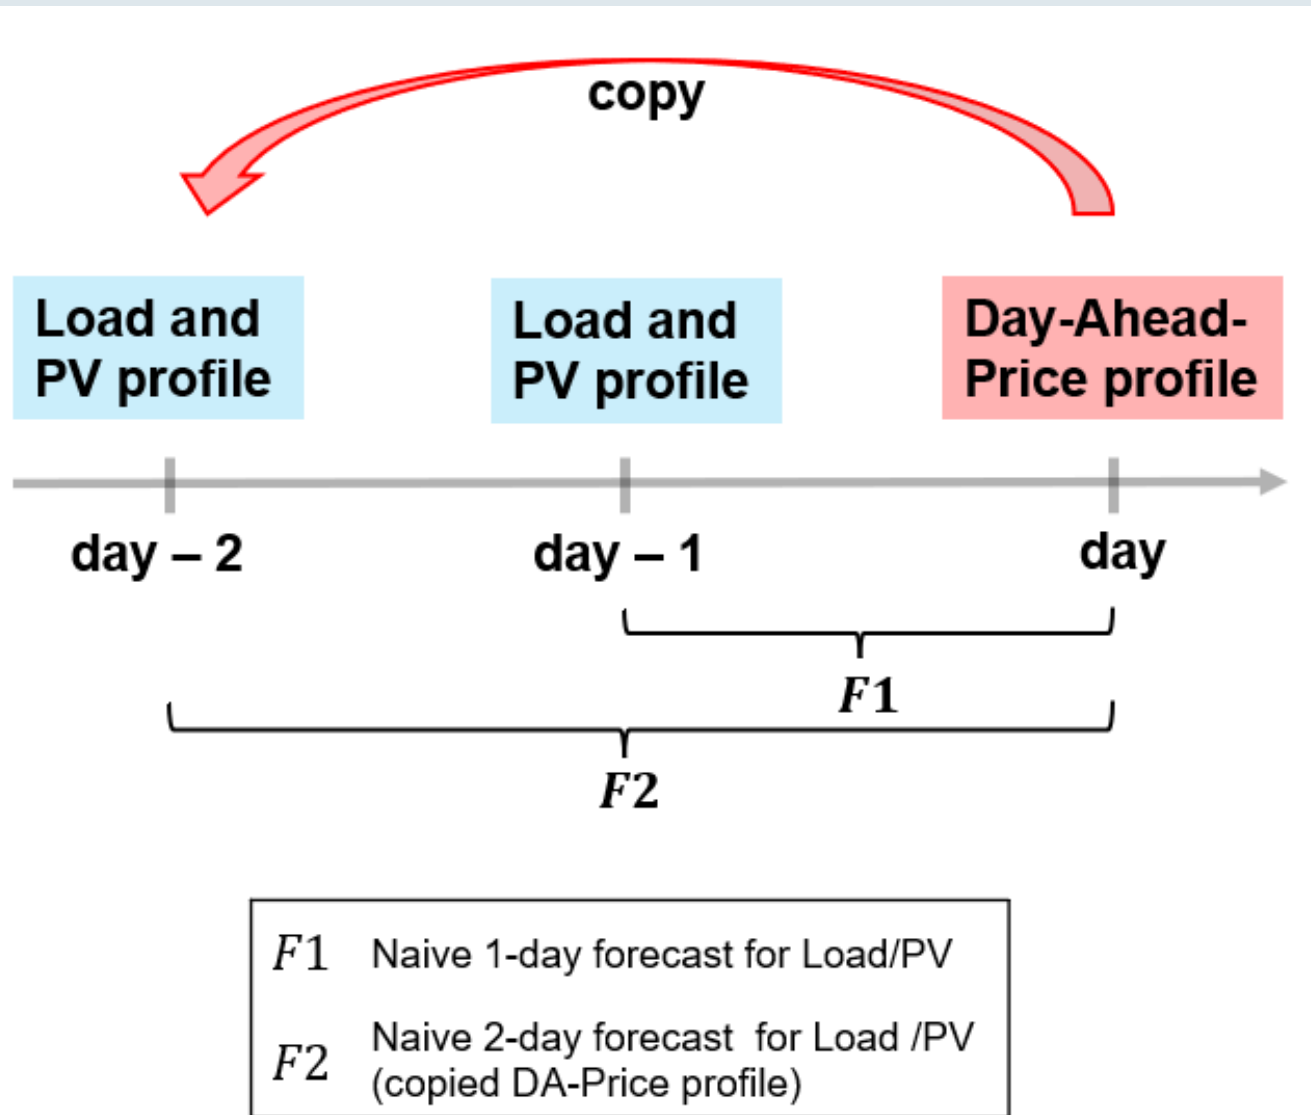 copy
Load and
PV profile
Load and
PV profile
Day-Ahead-
Price profile
day – 2
day – 1
day
F1
F2
F1 Naive 1-day forecast for Load/PV
F2 Naive 2-day forecast for Load /PV
(copied DA-Price profile)